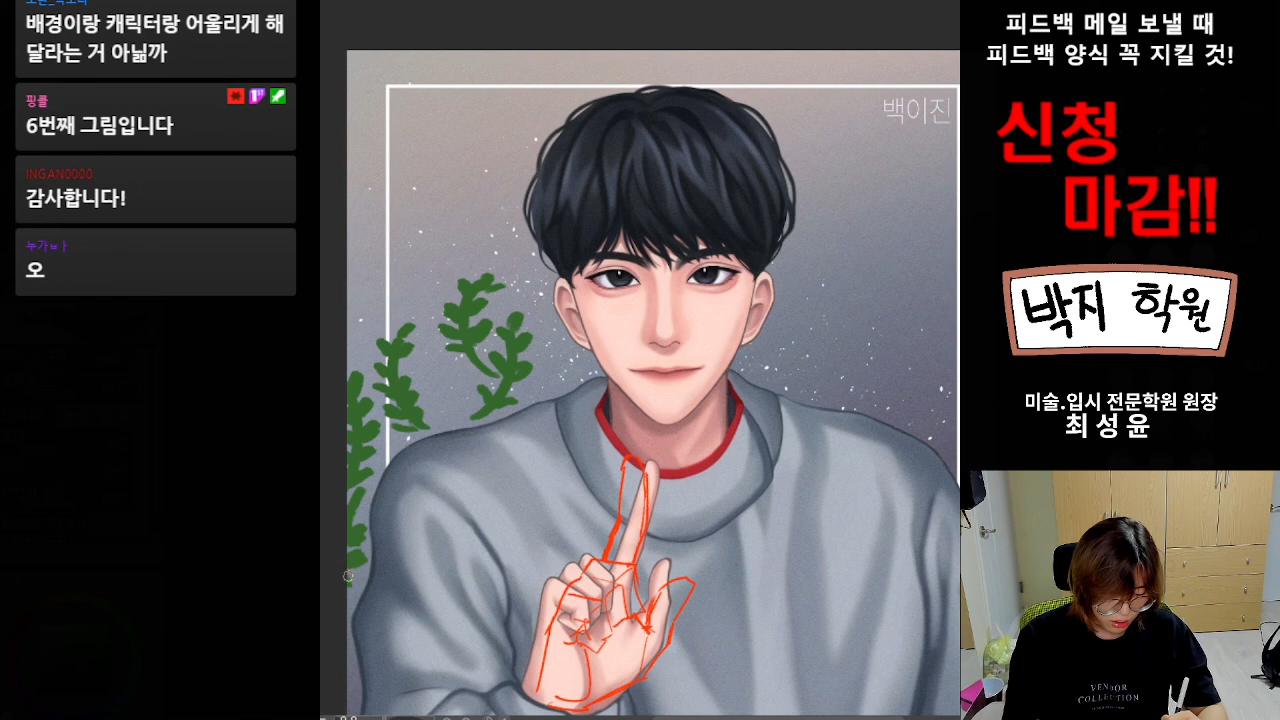 배경이랑 캐릭터랑 어울리게 해
달라는 거 아닒까
핑클
6번째 그림입니다
INGAN0000
감사합니다!
누가ㅂㅏ
오
백이진
피드백 메일 보낼 때
피드백 양식 꼭 지킬 것!
신청
마감!!
박지 학원
미술.입시 전문학원 원장
최성윤
VENDOR
COLLECTION